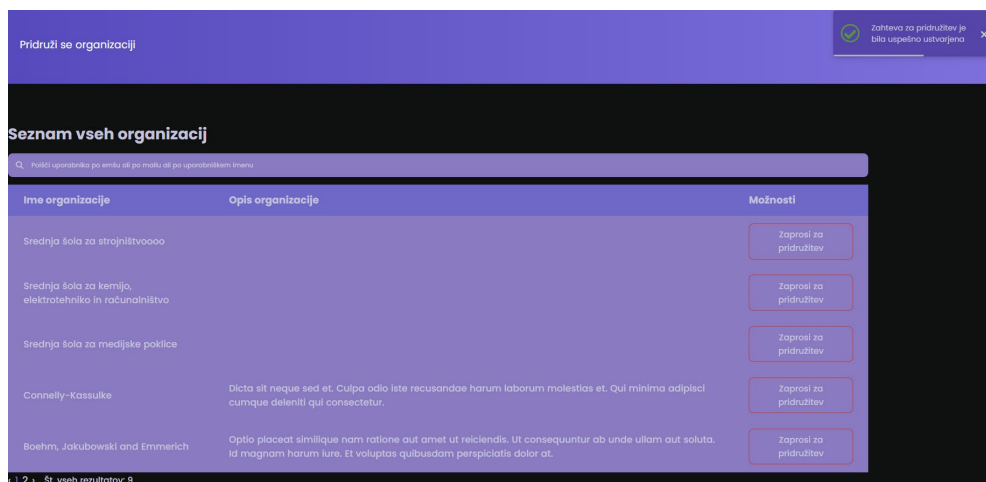 Pridruži se organizaciji
Zahteva za pridružitev je
bila uspešno ustvarjena
Seznam vseh organizacij
Poišči uporabnika po emšu ali po mailu ali po uporabniškem imenu
Ime organizacije Opis organizacije Možnosti
Srednja šola za strojništvoooo
Zaprosi za
pridružitev
Srednja šola za kemijo,
elektrotehniko in računalništvo
Zaprosi za
pridružitev
Srednja šola za medijske poklice
Zaprosi za
pridružitev
Connelly-Kassulke
Dicta sit neque sed et. Culpa odio iste recusandae harum laborum molestias et. Qui minima adipisci
cumque deleniti qui consectetur.
Zaprosi za
pridružitev
Boehm, Jakubowski and Emmerich
Optio placeat similique nam ratione aut amet ut reiciendis. Ut consequuntur ab unde ullam aut soluta.
Id magnam harum iure. Et voluptas quibusdam perspiciatis dolor at.
Zaprosi za
pridružitev
‹ 1 2 › Št. vseh rezultatov: 9